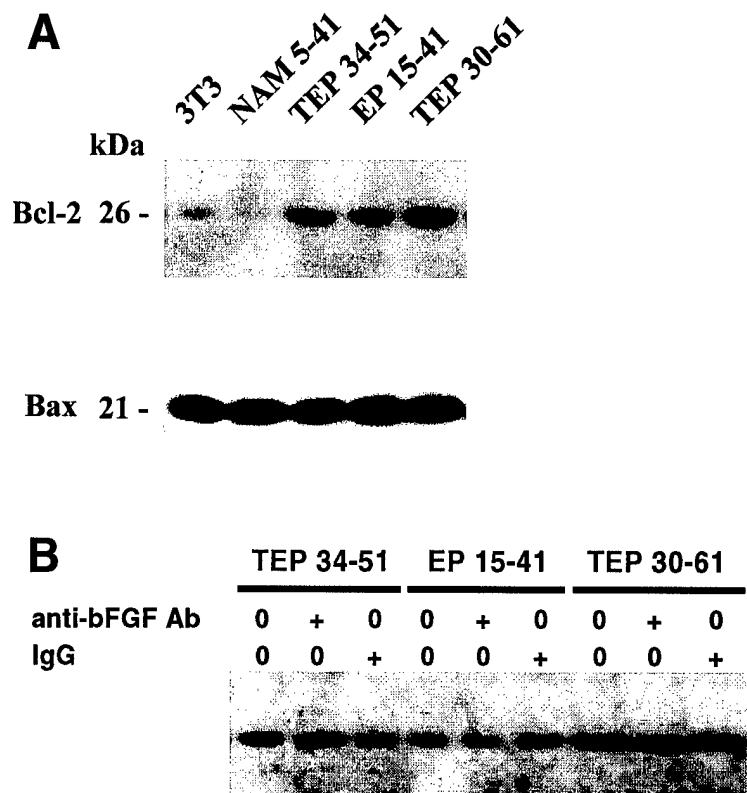 A
3T3 NAM 5-41 TEP 34-51 EP 15-41 TEP 30-61
kDa
Bcl-2 26 -
Bax 21 -
B
TEP 34-51 EP 15-41 TEP 30-61
anti-bFGF Ab 0 + 0 0 + 0 0 + 0
IgG 0 0 + 0 0 + 0 0 +